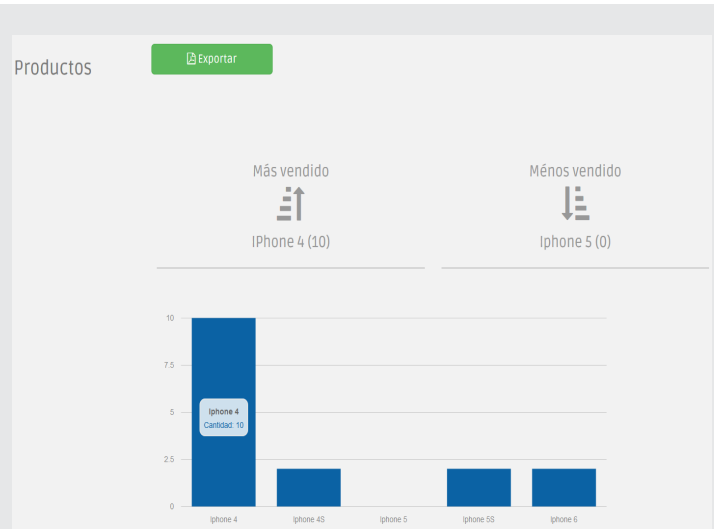 Productos
Exportar
Más vendido
IPhone 4 (10)
Ménos vendido
Iphone 5 (0)
10
7.5
5
2.5
0
Iphone 4
Cantidad: 10
Iphone 4
Iphone 4S
Iphone 5
Iphone 5S
Iphone 6